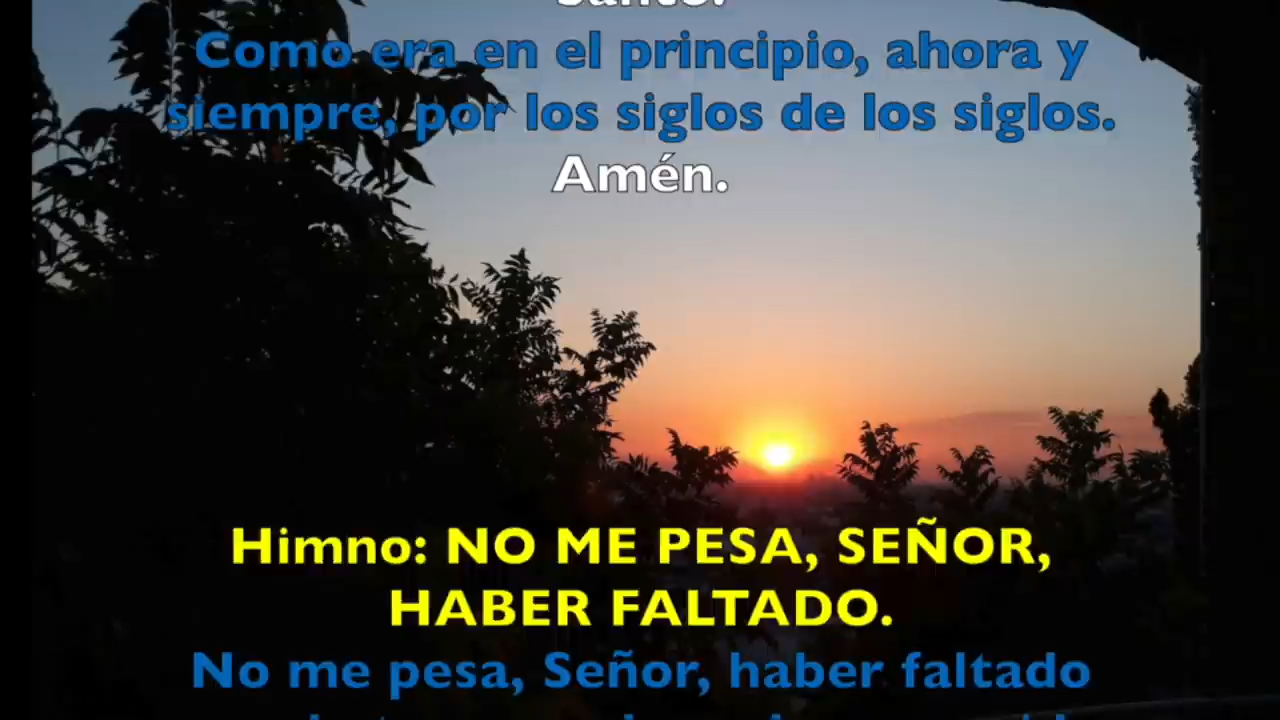 Santo.
Como era en el principio, ahora y
siempre, por los siglos de los siglos.
Amén.
Himno: NO ME PESA, SEÑOR,
HABER FALTADO.
No me pesa, Señor, haber faltado